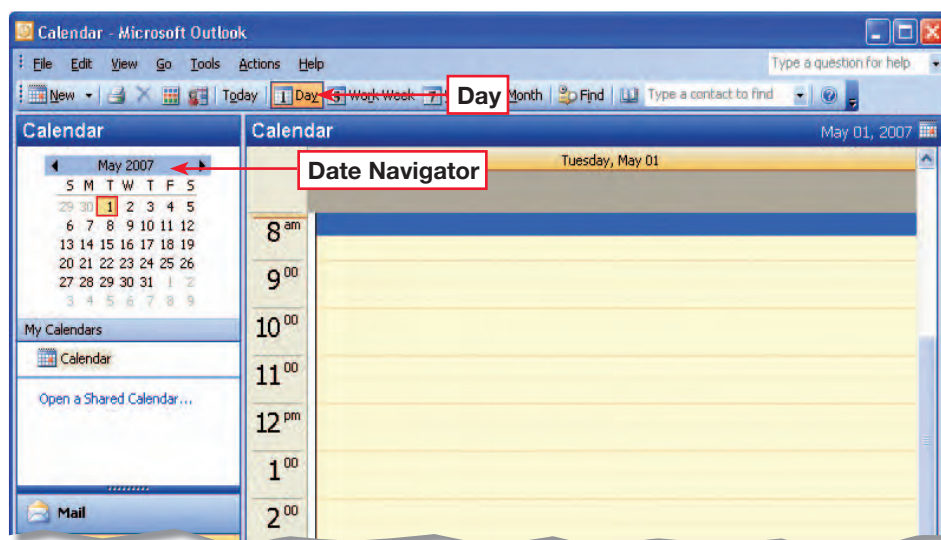 Calendar - Microsoft Outlook
File Edit View Go Tools Actions Help Type a question for help
New Today 1 Day 5 Work Week 7 Month Find Type a contact to find
Day
Calendar
Calendar May 01, 2007
May 2007
Date Navigator
Tuesday, May 01
S M T W T F S
29 30 1 2 3 4 5
6 7 8 9 10 11 12
13 14 15 16 17 18 19
20 21 22 23 24 25 26
27 28 29 30 31 1 2
3 4 5 6 7 8 9
My Calendars
Calendar
Open a Shared Calendar...
Mail
8 am
9 00
10 00
11 00
12 pm
1 00
2 00